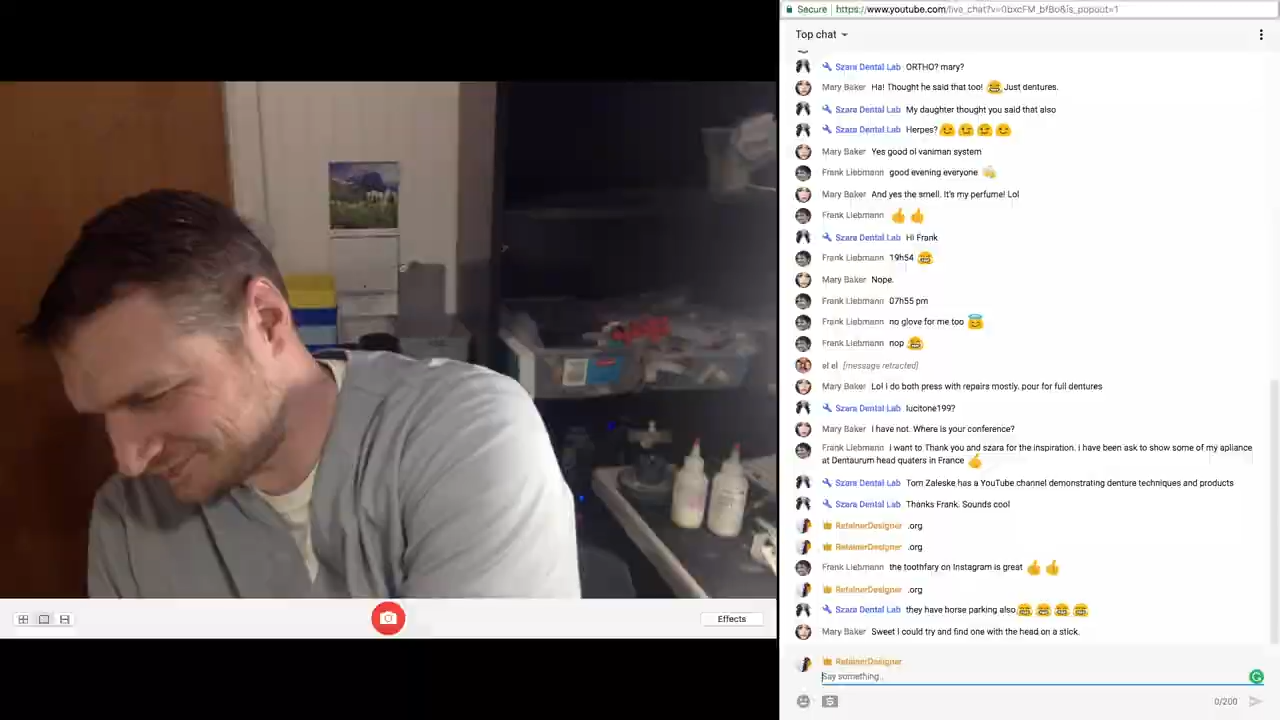 Secure https://www.youtube.com/live_chat?v=
Top chat
Szara Dental Lab ORTHO? mary?
Mary Baker Ha! Thought he said that too! 😂 Just dentures.
Szara Dental Lab My daughter thought you said that also
Szara Dental Lab Herpes?
Mary Baker Yes good ol vaniman system
Frank Liebmann good evening everyone
Mary Baker And yes the smell. It's my perfume! Lol
Frank Liebmann 👍 👍
Szara Dental Lab Hi Frank
Frank Liebmann 19h54 😂
Mary Baker Nope.
Frank Liebmann 07h55 pm
Frank Liebmann no glove for me too 😇
Frank Liebmann nop 😂
el el [message retracted]
Mary Baker Lol i do both press with repairs mostly. pour for full dentures
Szara Dental Lab lucitone199?
Mary Baker I have not. Where is your conference?
Frank Liebmann i want to Thank you and szara for the inspiration. i have been ask to show some of my apliance
at Dentaurum head quaters in France 👍
Szara Dental Lab Tom Zaleske has a YouTube channel demonstrating denture techniques and products
Szara Dental Lab Thanks Frank. Sounds cool
RetainerDesigner .org
RetainerDesigner .org
Frank Liebmann the toothfary on Instagram is great 👍 👍
RetainerDesigner .org
Szara Dental Lab they have horse parking also 😂 😂 😂 😂
Mary Baker Sweet I could try and find one with the head on a stick.
RetainerDesigner
Say something...
0/200
Effects